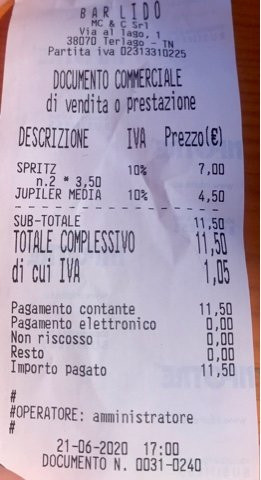 BAR LIDO
MC & C Srl
Via al lago, 1
38070 Terlago - TN
Partita iva 02313310225
DOCUMENTO COMMERCIALE
di vendita o prestazione
DESCRIZIONE IVA Prezzo(€)
SPRITZ 10% 7,00
n.2 * 3,50
JUPILER MEDIA 10% 4,50
SUB-TOTALE 11,50
TOTALE COMPLESSIVO 11,50
di cui IVA 1,05
Pagamento contante 11,50
Pagamento elettronico 0,00
Non riscosso 0,00
Resto 0,00
Importo pagato 11,50
#
#OPERATORE: amministratore
#
21-06-2020 17:00
DOCUMENTO N. 0031-0240